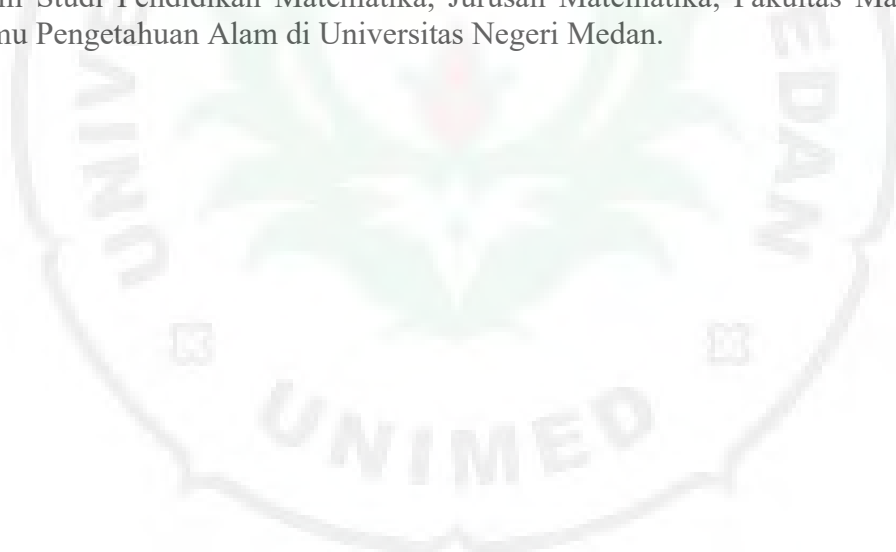 Studi Pendidikan Matematika, Jurusan Matematika, Fakultas
Pengetahuan Alam di Universitas Negeri Medan.
UNIMED